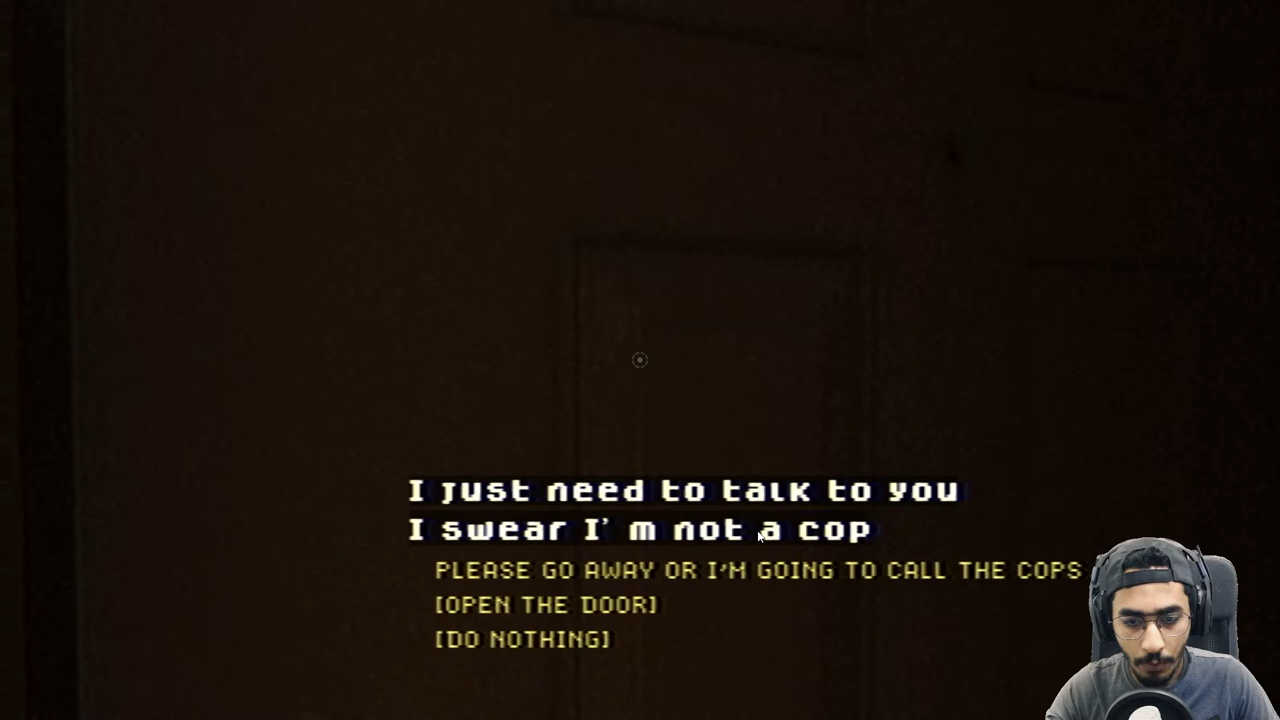 I just need to talk to you
I swear I'm not a cop
PLEASE GO AWAY OR I'M GOING TO CALL THE COPS
[OPEN THE DOOR]
[DO NOTHING]